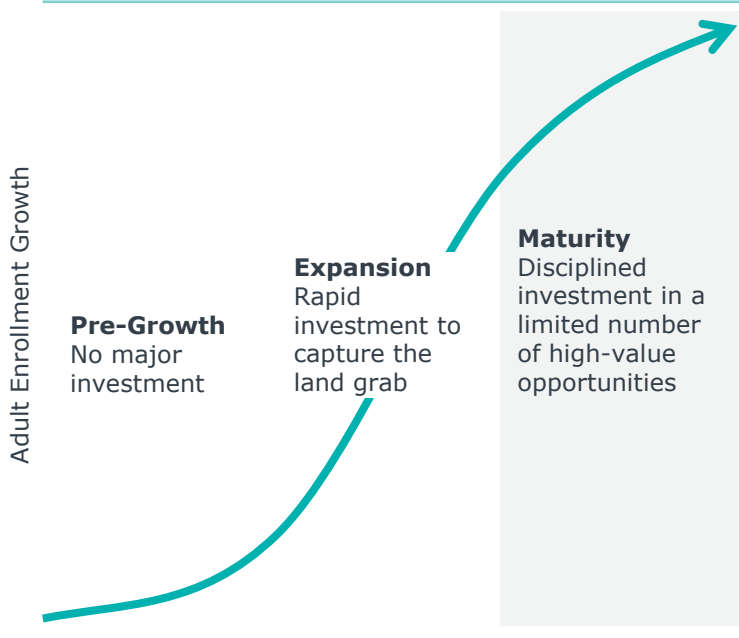 Adult Enrollment Growth
Pre-Growth
No major
investment
Expansion
Rapid
investment to
capture the
land grab
Maturity
Disciplined
investment in a
limited number
of high-value
opportunities